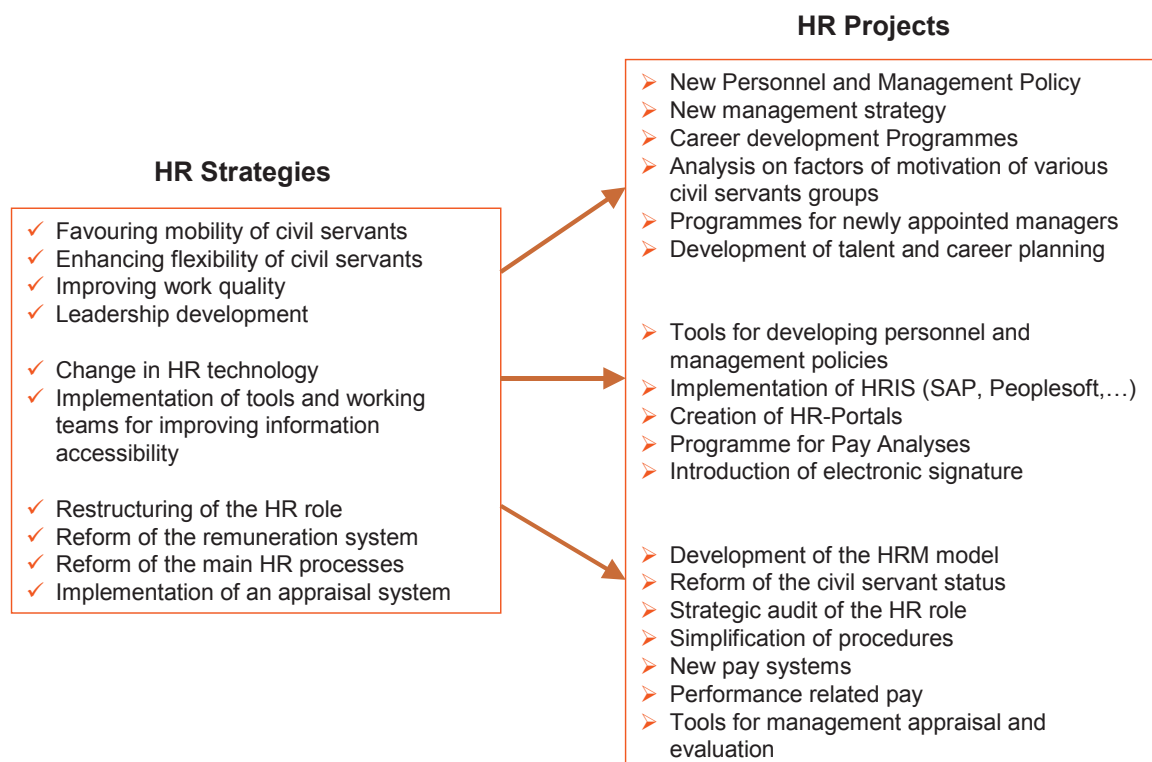 HR Strategies
✓ Favouring mobility of civil servants
✓ Enhancing flexibility of civil servants
✓ Improving work quality
✓ Leadership development
✓ Change in HR technology
✓ Implementation of tools and working
teams for improving information
accessibility
✓ Restructuring of the HR role
✓ Reform of the remuneration system
✓ Reform of the main HR processes
✓ Implementation of an appraisal system
HR Projects
➢ New Personnel and Management Policy
➢ New management strategy
➢ Career development Programmes
➢ Analysis on factors of motivation of various
civil servants groups
➢ Programmes for newly appointed managers
➢ Development of talent and career planning
➢ Tools for developing personnel and
management policies
➢ Implementation of HRIS (SAP, Peoplesoft,…)
➢ Creation of HR-Portals
➢ Programme for Pay Analyses
➢ Introduction of electronic signature
➢ Development of the HRM model
➢ Reform of the civil servant status
➢ Strategic audit of the HR role
➢ Simplification of procedures
➢ New pay systems
➢ Performance related pay
➢ Tools for management appraisal and
evaluation